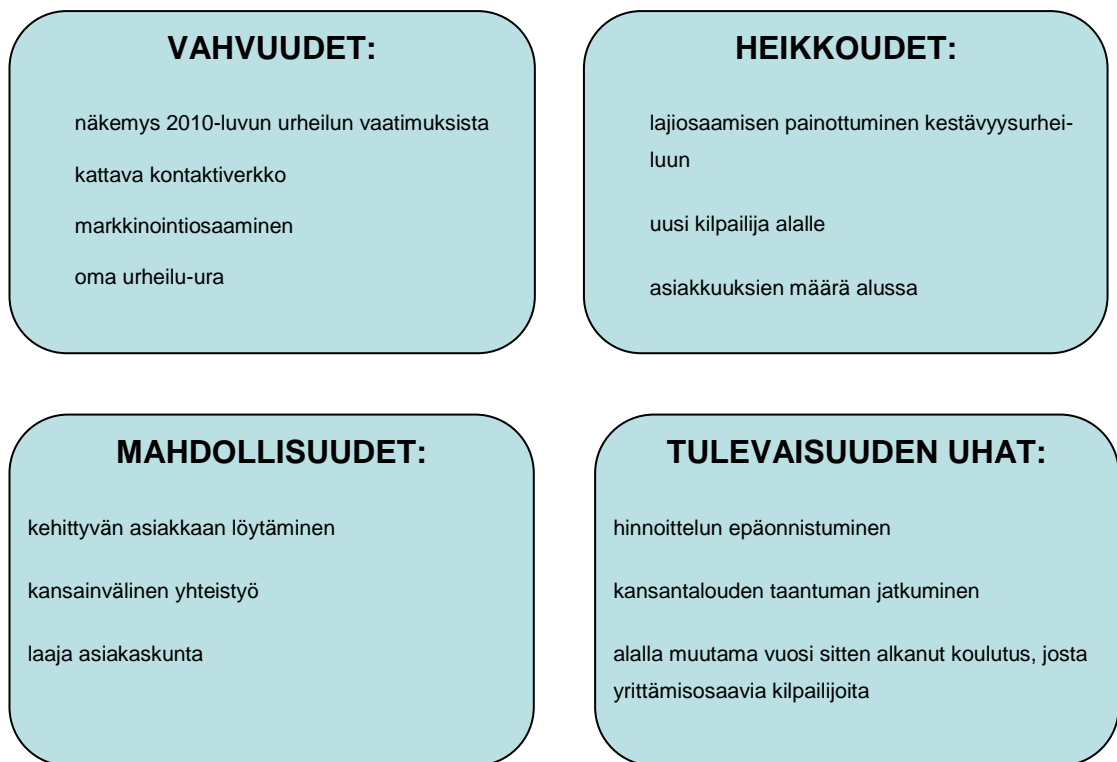 VAHVUUDET:
näkemys 2010-luvun urheilun vaatimuksista
kattava kontaktiverkko
markkinointiosaaminen
oma urheilu-ura
HEIKKOUDET:
lajiosaamisen painottuminen kestävyysurhei-
luun
uusi kilpailija alalle
asiakkuuksien määrä alussa
MAHDOLLISUUDET:
kehittyvän asiakkaan löytäminen
kansainvälinen yhteistyö
laaja asiakaskunta
TULEVAISUUDEN UHAT:
hinnoittelun epäonnistuminen
kansantalouden taantuman jatkuminen
alalla muutama vuosi sitten alkanut koulutus, josta
yrittämisosaavia kilpailijoita